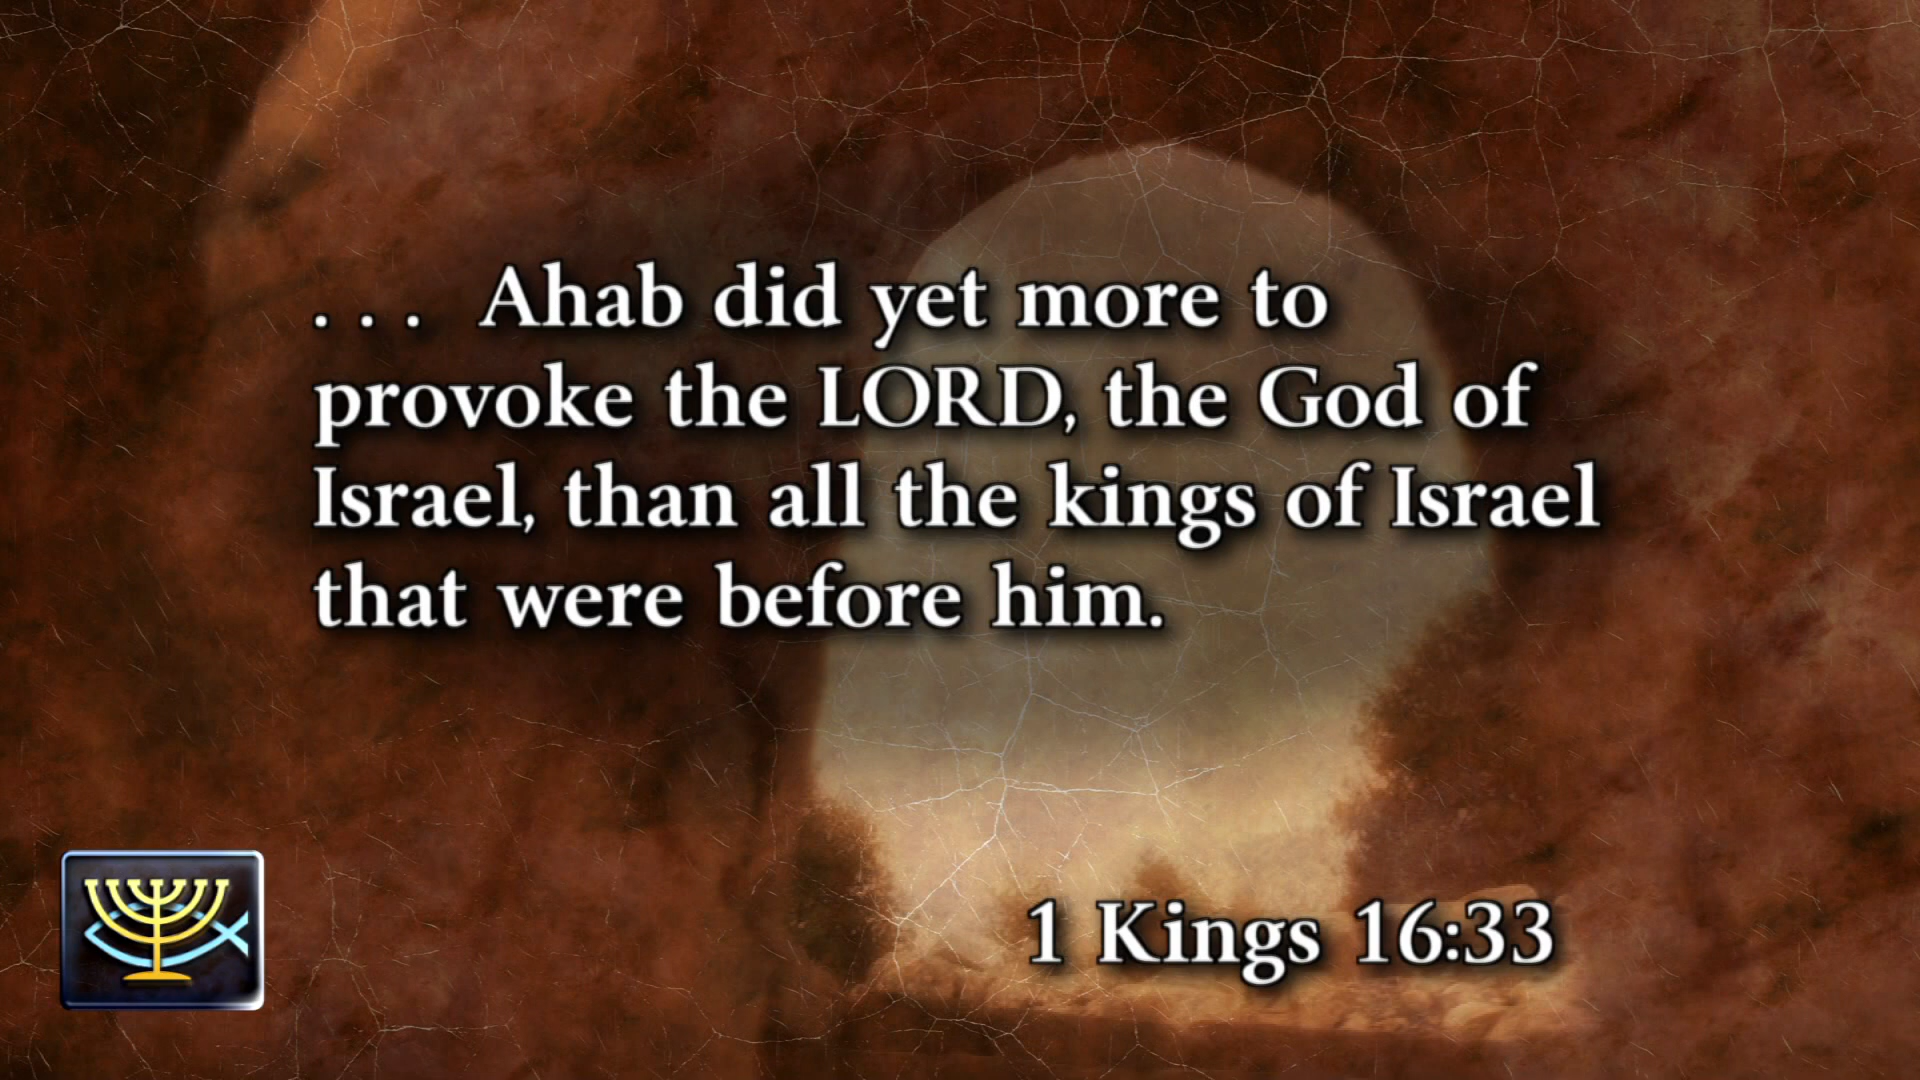 . . . Ahab did yet more to
provoke the LORD, the God of
Israel, than all the kings of Israel
that were before him.
1 Kings 16:33